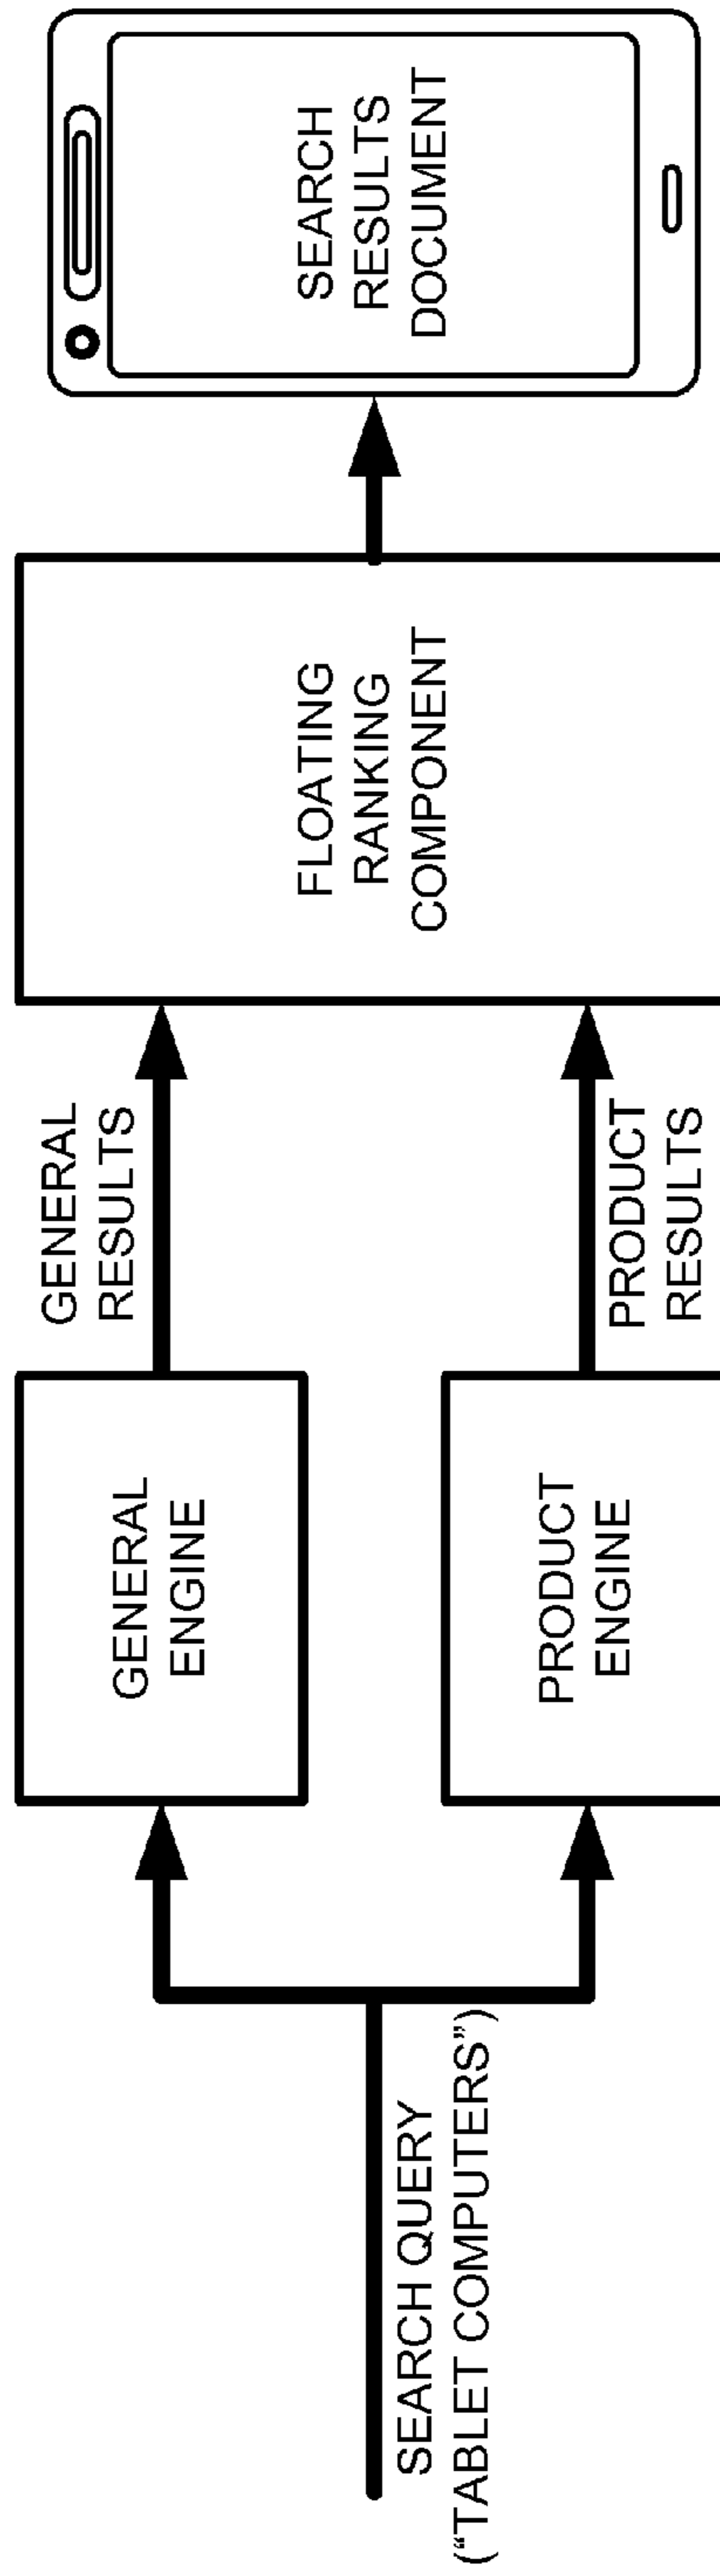 SEARCH QUERY
(“TABLET COMPUTERS”)
GENERAL
ENGINE
PRODUCT
ENGINE
GENERAL
RESULTS
PRODUCT
RESULTS
FLOATING
RANKING
COMPONENT
SEARCH
RESULTS
DOCUMENT